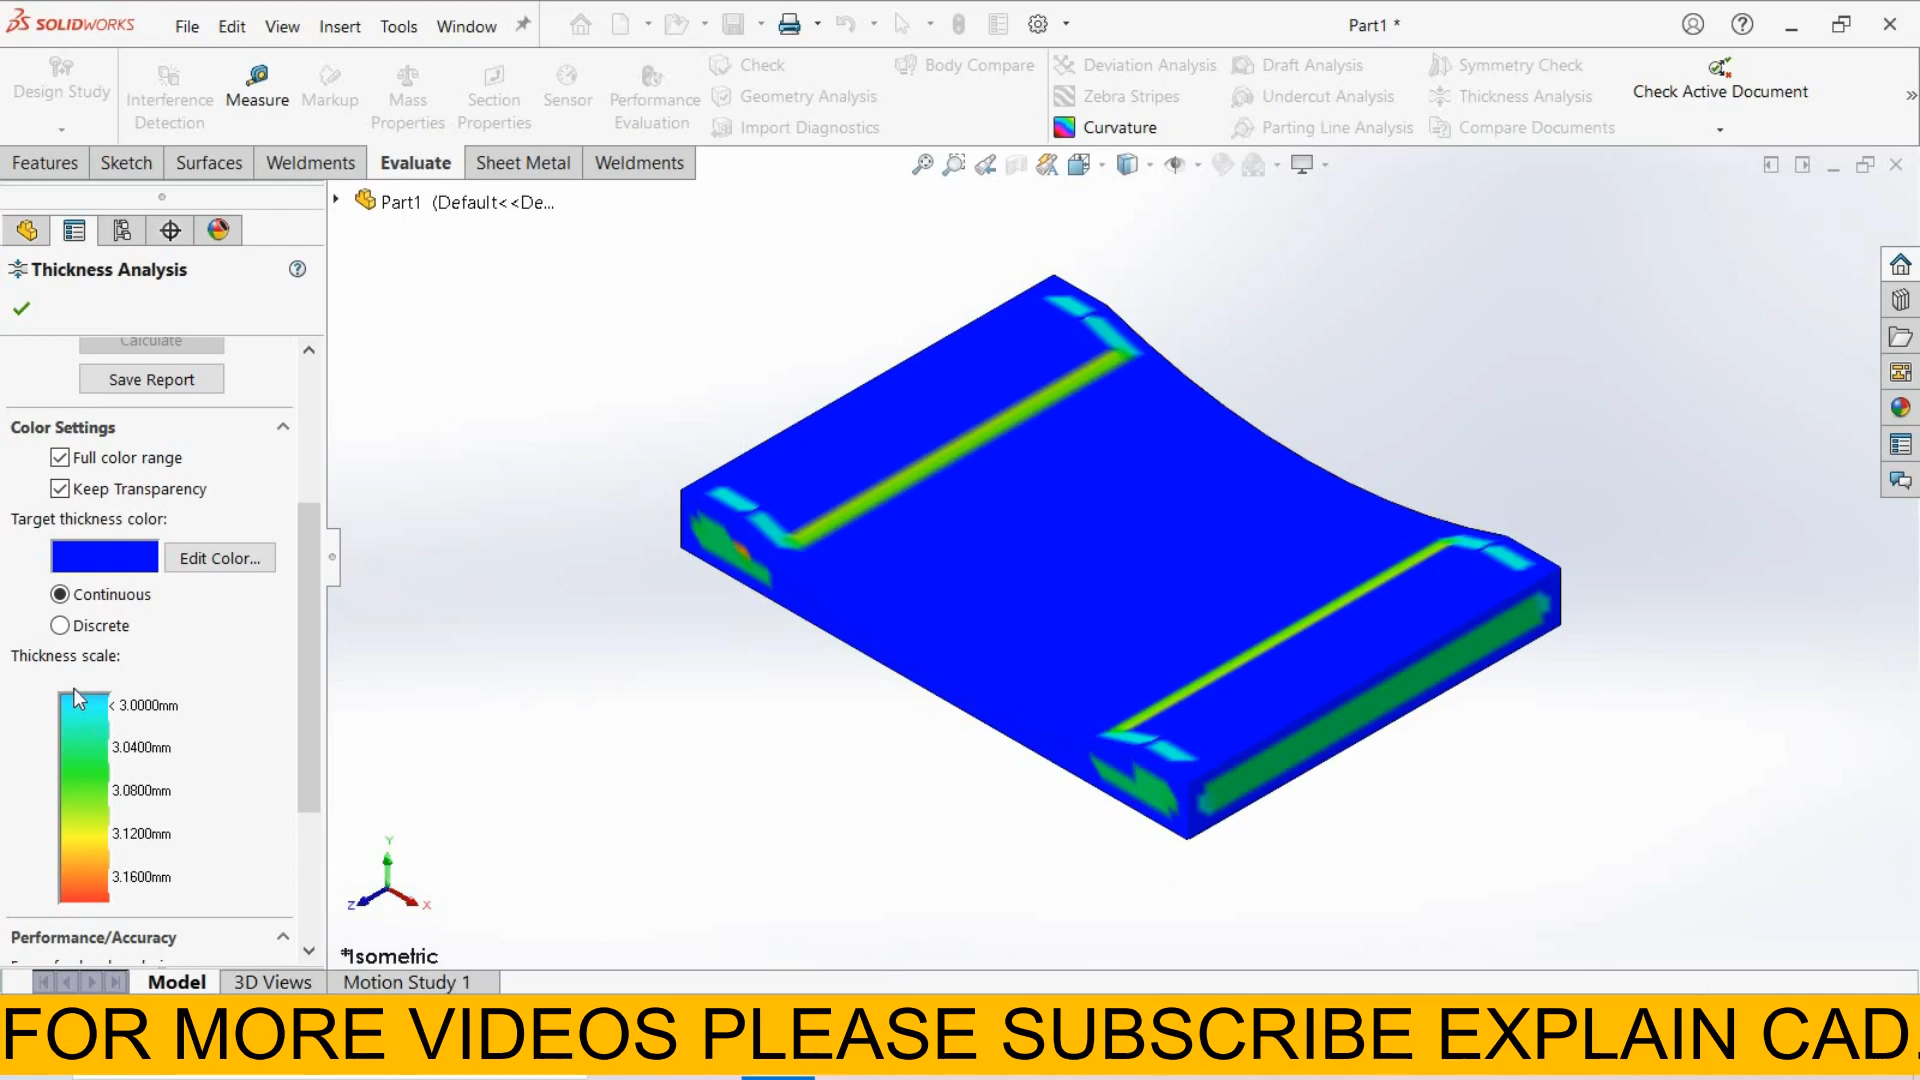 SOLIDWORKS File Edit View Insert Tools Window Part1 *
Design Study
Interference Detection
Measure
Markup
Mass Properties
Section Properties
Sensor
Performance Evaluation
Check
Geometry Analysis
Import Diagnostics
Body Compare
Deviation Analysis
Zebra Stripes
Curvature
Draft Analysis
Undercut Analysis
Parting Line Analysis
Symmetry Check
Thickness Analysis
Compare Documents
Check Active Document
Features Sketch Surfaces Weldments Evaluate Sheet Metal Weldments
Part1 (Default<<De...
Thickness Analysis
Calculate
Save Report
Color Settings
Full color range
Keep Transparency
Target thickness color:
Edit Color...
Continuous
Discrete
Thickness scale:
< 3.0000mm
3.0400mm
3.0800mm
3.1200mm
3.1600mm
Performance/Accuracy
Y
Z X
*Isometric
Model 3D Views Motion Study 1
FOR MORE VIDEOS PLEASE SUBSCRIBE EXPLAIN CAD.